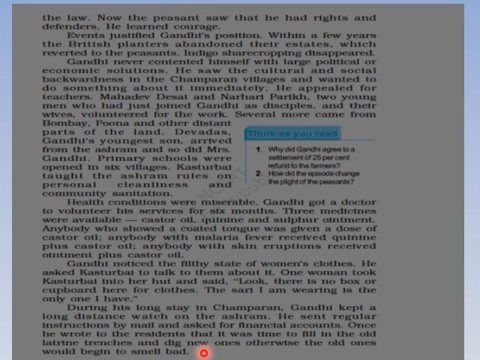 the law. Now the peasant saw that he had rights and
defenders. He learned courage.
Events justified Gandhi's position. Within a few years
the British planters abandoned their estates, which
reverted to the peasants. Indigo sharecropping disappeared.
Gandhi never contented himself with large political or
economic solutions. He saw the cultural and social
backwardness in the Champaran villages and wanted to
do something about it immediately. He appealed for
teachers. Mahadev Desai and Narhari Parikh, two young
men who had just joined Gandhi as disciples, and their
wives, volunteered for the work. Several more came from
Bombay, Poona and other distant
parts of the land. Devadas,
Gandhi's youngest son, arrived
from the ashram and so did Mrs.
Gandhi. Primary schools were
opened in six villages. Kasturbai
taught the ashram rules on
personal cleanliness and
community sanitation.
Think as you read
1. Why did Gandhi agree to a
settlement of 25 per cent
refund to the farmers?
2. How did the episode change
the plight of the peasants?
Health conditions were miserable. Gandhi got a doctor
to volunteer his services for six months. Three medicines
were available — castor oil, quinine and sulphur ointment.
Anybody who showed a coated tongue was given a dose of
castor oil; anybody with malaria fever received quinine
plus castor oil; anybody with skin eruptions received
ointment plus castor oil.
Gandhi noticed the filthy state of women's clothes. He
asked Kasturbai to talk to them about it. One woman took
Kasturbai into her hut and said, "Look, there is no box or
cupboard here for clothes. The sari I am wearing is the
only one I have."
During his long stay in Champaran, Gandhi kept a
long distance watch on the ashram. He sent regular
instructions by mail and asked for financial accounts. Once
he wrote to the residents that it was time to fill in the old
latrine trenches and dig new ones otherwise the old ones
would begin to smell bad.